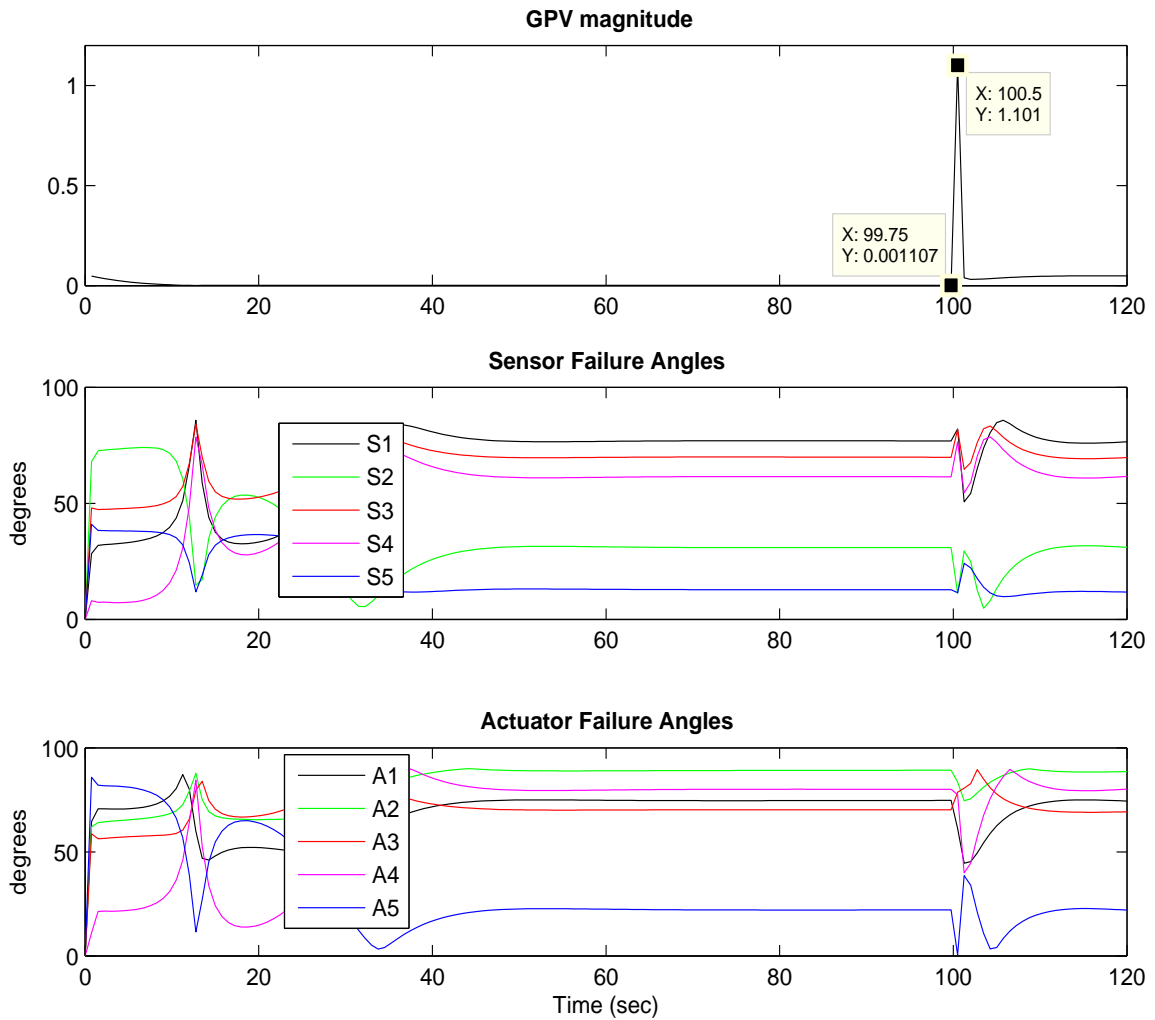 GPV magnitude
1
0.5
0
X: 100.5
Y: 1.101
X: 99.75
Y: 0.001107
0 20 40 60 80 100 120
Sensor Failure Angles
100
50
0
degrees
S1
S2
S3
S4
S5
0 20 40 60 80 100 120
Actuator Failure Angles
100
50
0
degrees
A1
A2
A3
A4
A5
0 20 40 60 80 100 120
Time (sec)